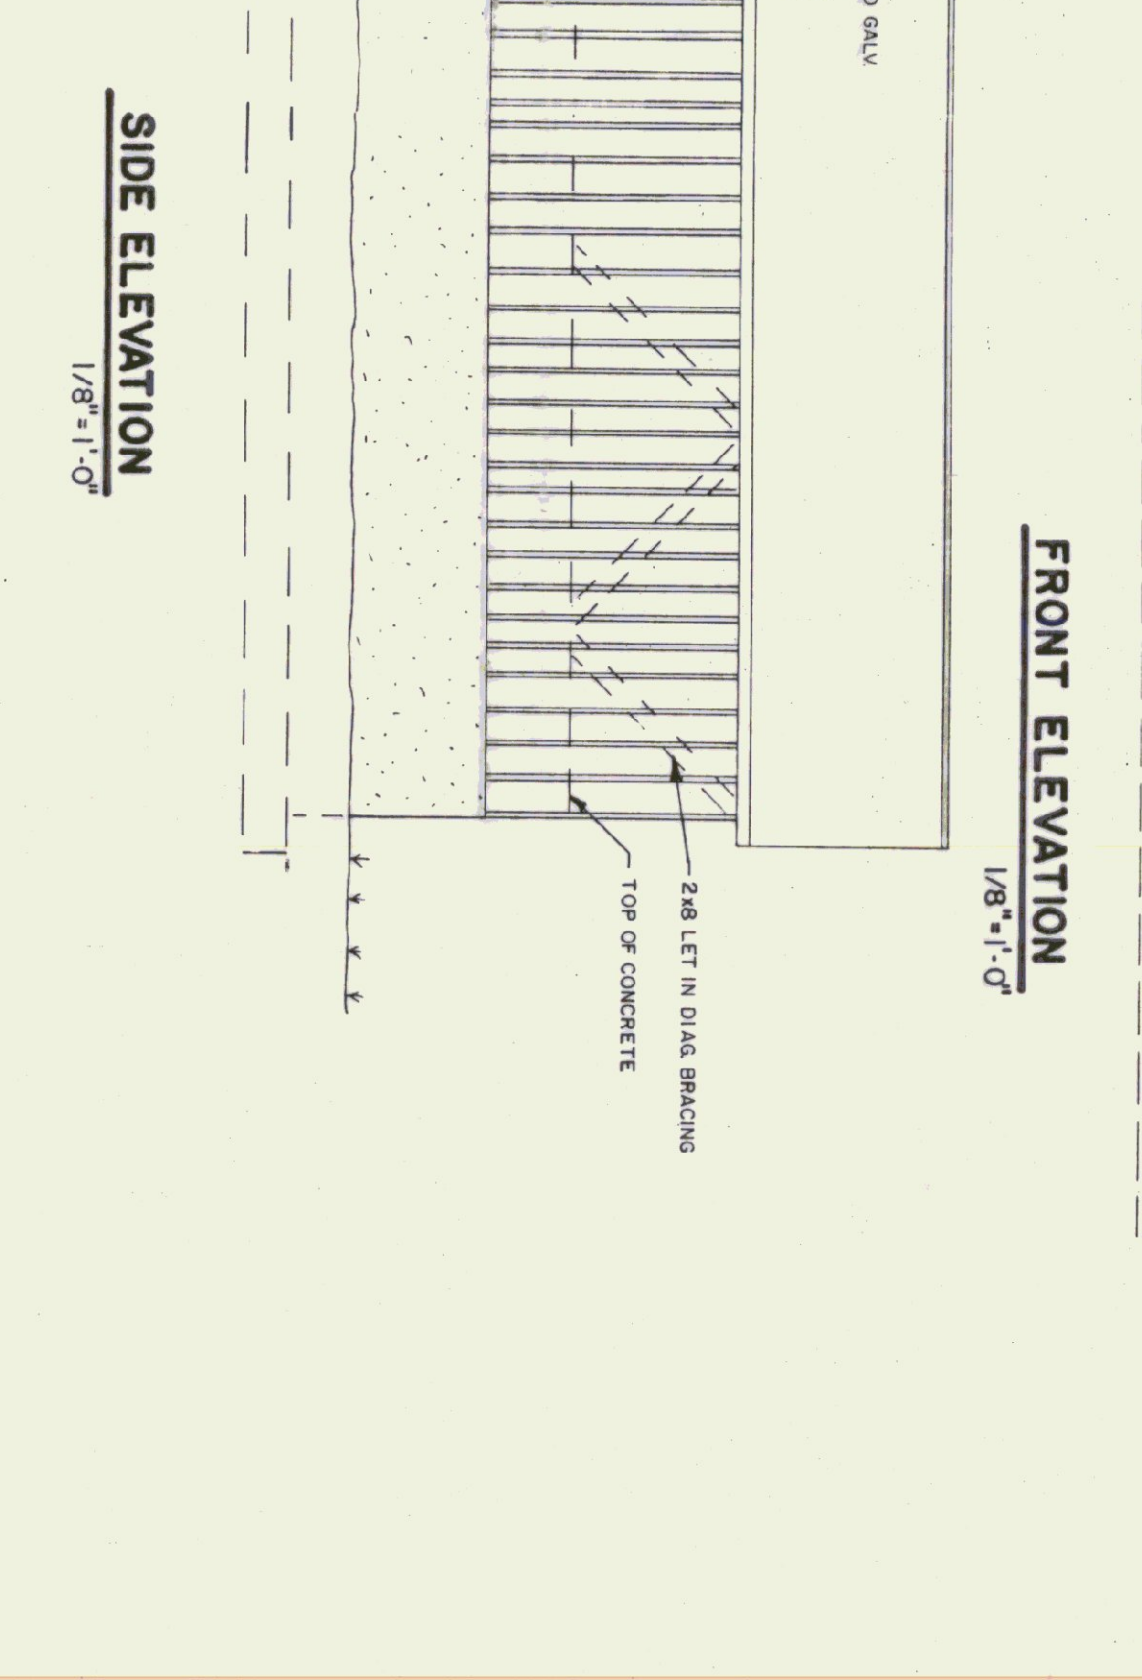 FRONT ELEVATION
1/8"=1'-0"
GALV.
2x8 LET IN DIAG. BRACING
TOP OF CONCRETE
SIDE ELEVATION
1/8"=1'-0"